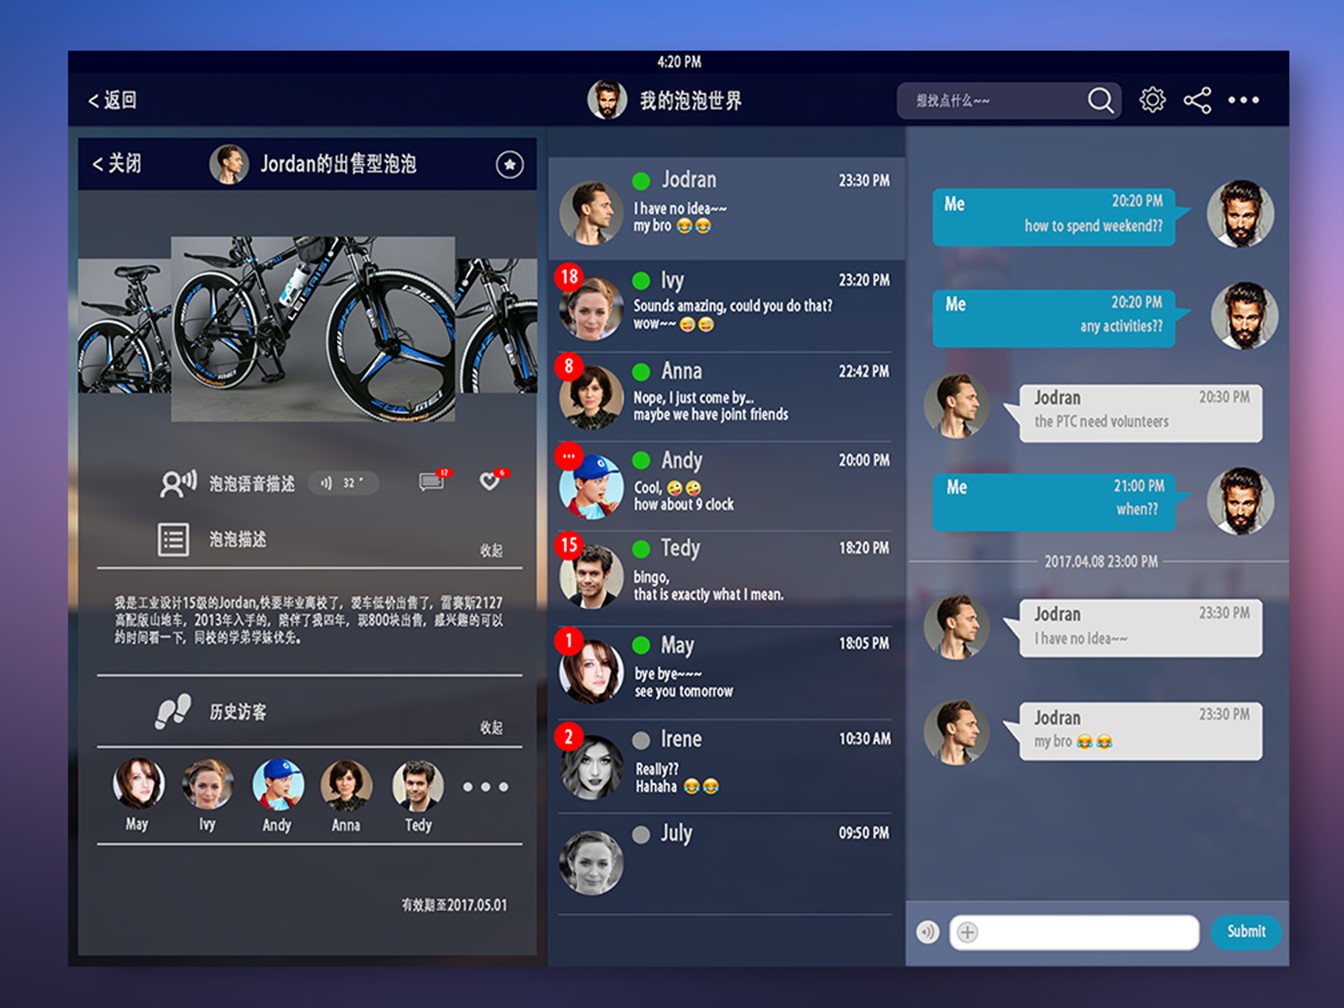 4:20 PM
< 返回
我的泡泡世界
想找点什么~~
< 关闭
Jordan的出售型泡泡
泡泡语音描述
32 "
12
6
泡泡描述
收起
我是工业设计15级的Jordan,快要毕业离校了，爱车低价出售了，雷赛斯2127
高配版山地车，2013年入手的，陪伴了我四年，现800块出售，感兴趣的可以
约时间看一下，同校的学弟学妹优先。
历史访客
收起
May
Ivy
Andy
Anna
Tedy
有效期至2017.05.01
Jodran
23:30 PM
I have no idea~~
my bro 😂😂
18
Ivy
23:20 PM
Sounds amazing, could you do that?
wow~~ 😜😜
8
Anna
22:42 PM
Nope, I just come by...
maybe we have joint friends
...
Andy
20:00 PM
Cool, 😜😜
how about 9 clock
15
Tedy
18:20 PM
bingo,
that is exactly what I mean.
1
May
18:05 PM
bye bye~~~
see you tomorrow
2
Irene
10:30 AM
Really??
Hahaha 😂😂
July
09:50 PM
Me
20:20 PM
how to spend weekend??
Me
20:20 PM
any activities??
Jodran
20:30 PM
the PTC need volunteers
Me
21:00 PM
when??
2017.04.08 23:00 PM
Jodran
23:30 PM
I have no idea~~
Jodran
23:30 PM
my bro 😂😂
Submit